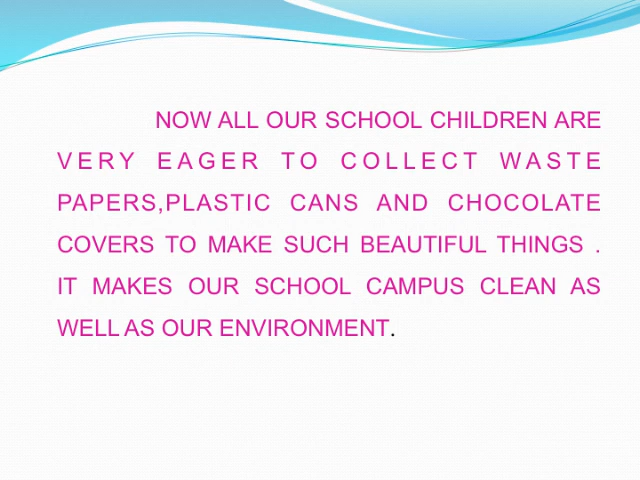 NOW ALL OUR SCHOOL CHILDREN ARE
VERY EAGER TO COLLECT WASTE
PAPERS,PLASTIC CANS AND CHOCOLATE
COVERS TO MAKE SUCH BEAUTIFUL THINGS .
IT MAKES OUR SCHOOL CAMPUS CLEAN AS
WELL AS OUR ENVIRONMENT.